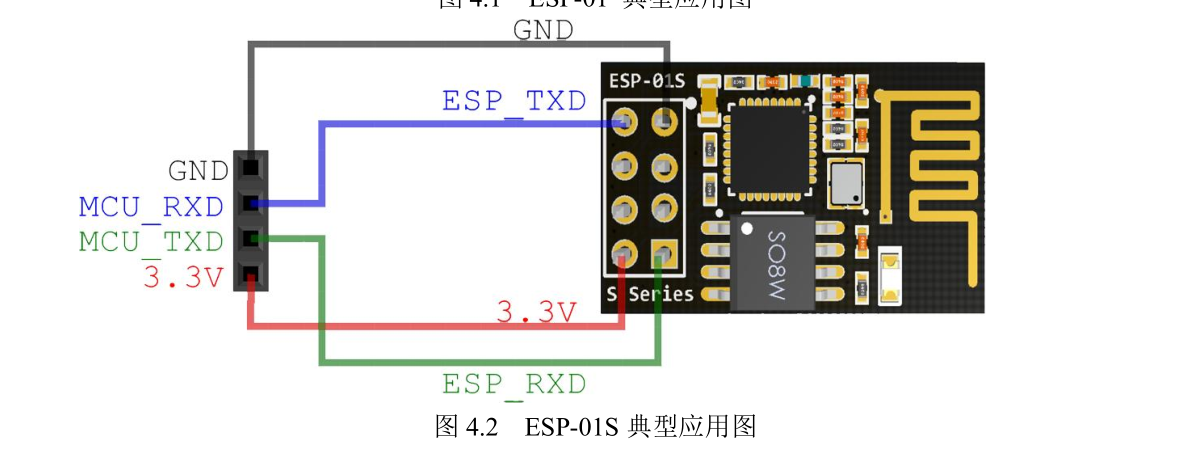 图 4.1 ESP-01 典型应用图
GND
ESP-01S
ESP_TXD
GND
MCU_RXD
MCU_TXD
3.3V
SO8W
S Series
3.3V
ESP_RXD
图 4.2 ESP-01S 典型应用图